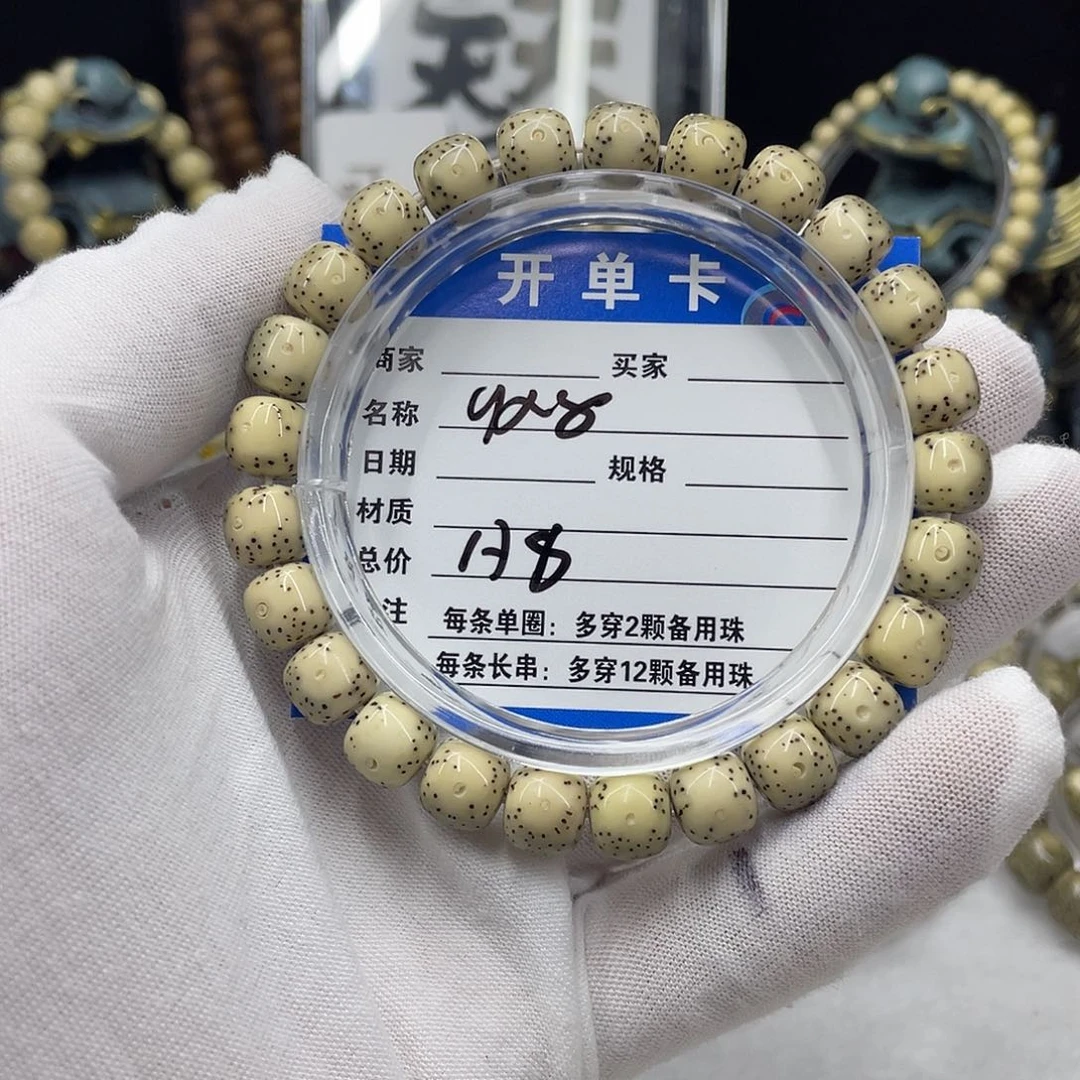 天
开单卡
商家 买家
名称
日期 规格
材质
总价
注 每条单圈：多穿2颗备用珠
每条长串：多穿12颗备用珠